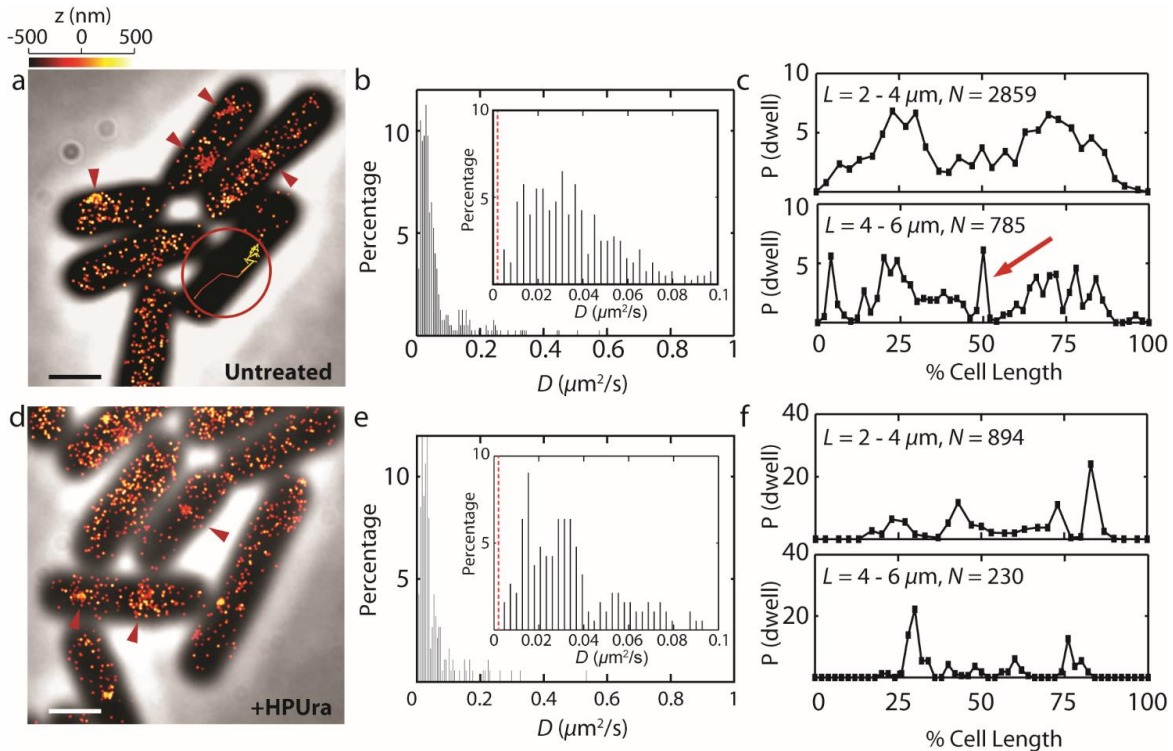 z (nm)
-500 0 500
a
Untreated
b
10
5
Percentage
0 0.2 0.4 0.6 0.8 1
D (µm²/s)
10
5
Percentage
0 0.02 0.04 0.06 0.08 0.1
D (µm²/s)
c
10
5
0
P (dwell)
L = 2 - 4 µm, N = 2859
10
5
0
P (dwell)
L = 4 - 6 µm, N = 785
0 25 50 75 100
% Cell Length
d
+HPUra
e
10
5
Percentage
0 0.2 0.4 0.6 0.8 1
D (µm²/s)
10
5
Percentage
0 0.02 0.04 0.06 0.08 0.1
D (µm²/s)
f
40
20
P (dwell)
L = 2 - 4 µm, N = 894
40
20
P (dwell)
L = 4 - 6 µm, N = 230
0 25 50 75 100
% Cell Length